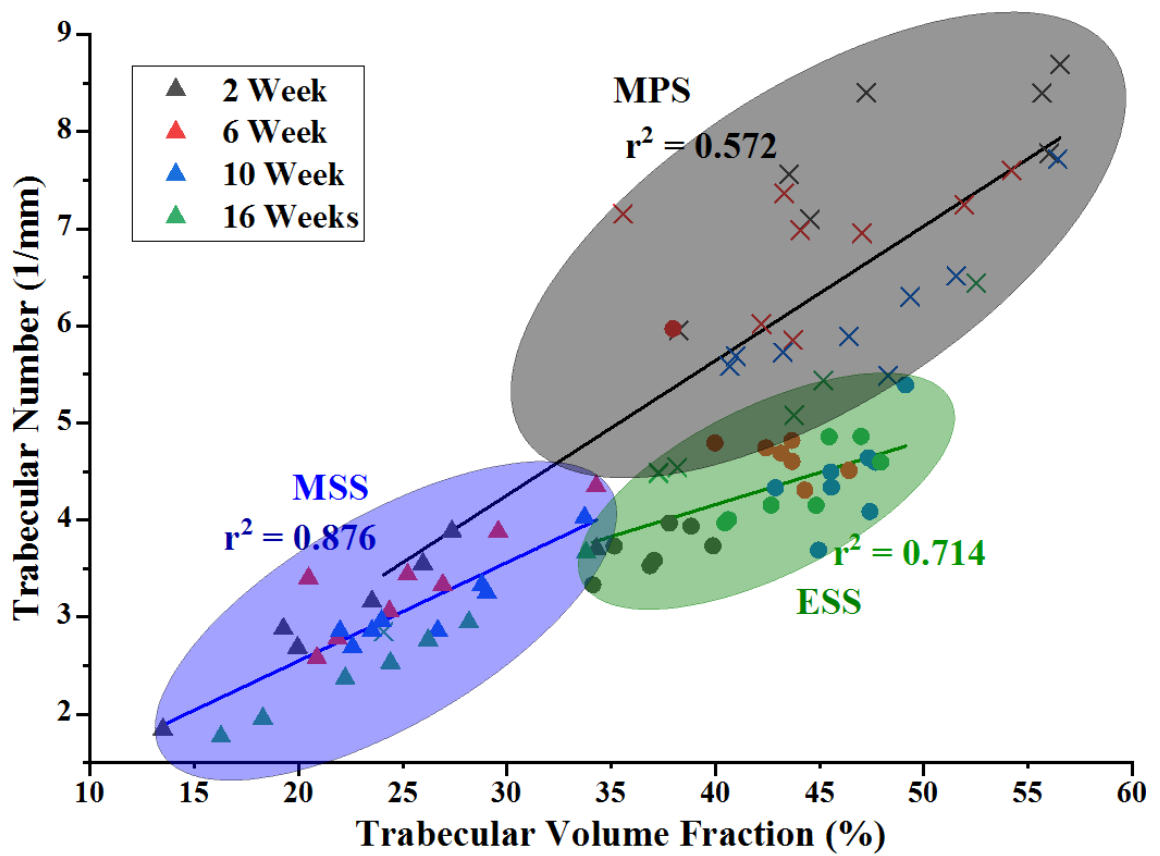 9
8
7
6
5
4
3
2
Trabecular Number (1/mm)
2 Week
6 Week
10 Week
16 Weeks
MPS
r² = 0.572
MSS
r² = 0.876
r² = 0.714
ESS
10 15 20 25 30 35 40 45 50 55 60
Trabecular Volume Fraction (%)